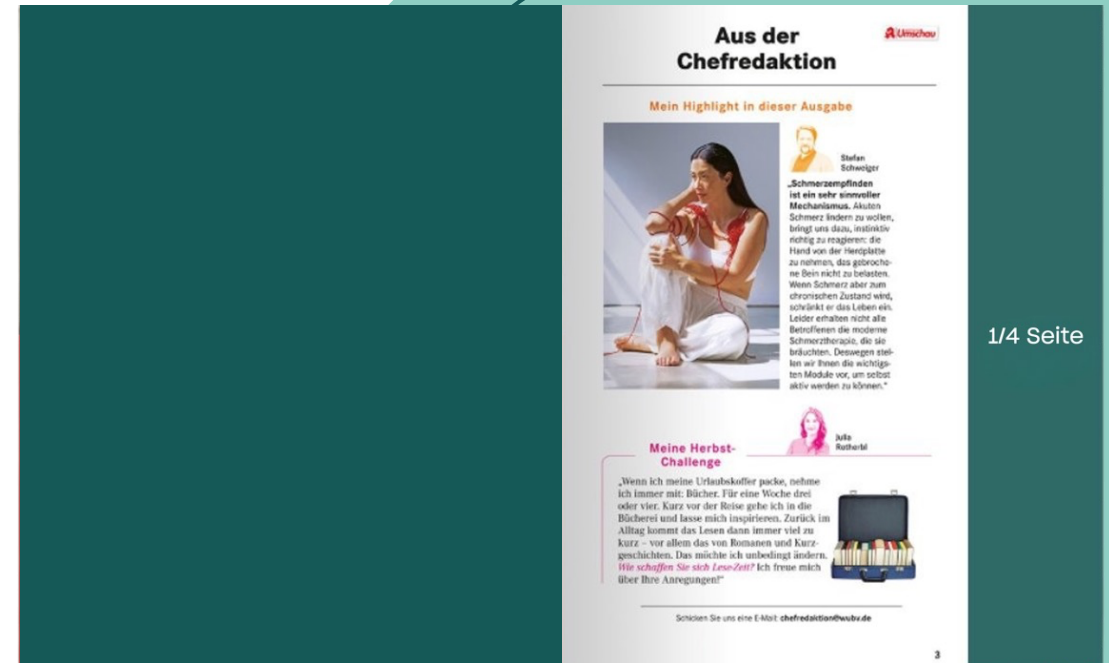 Aus der
Chefredaktion
Umschau
Mein Highlight in dieser Ausgabe
Stefan
Schweiger
„Schmerzempfinden
ist ein sehr sinnvoller
Mechanismus. Akuten
Schmerz lindern zu wollen,
bringt uns dazu, instinktiv
richtig zu reagieren: die
Hand von der Herdplatte
zu nehmen, das gebroche-
ne Bein nicht zu belasten.
Wenn Schmerz aber zum
chronischen Zustand wird,
schränkt er das Leben ein.
Leider erhalten nicht alle
Betroffenen die moderne
Schmerztherapie, die sie
bräuchten. Deswegen stel-
len wir Ihnen die wichtigs-
ten Module vor, um selbst
aktiv werden zu können.“
Julia
Rotherbl
Meine Herbst-
Challenge
„Wenn ich meine Urlaubskoffer packe, nehme
ich immer mit: Bücher. Für eine Woche drei
oder vier. Kurz vor der Reise gehe ich in die
Bücherei und lasse mich inspirieren. Zurück im
Alltag kommt das Lesen dann immer viel zu
kurz – vor allem das von Romanen und Kurz-
geschichten. Das möchte ich unbedingt ändern.
Wie schaffen Sie sich Lese-Zeit? Ich freue mich
über Ihre Anregungen!“
Schicken Sie uns eine E-Mail: chefredaktion@wubv.de
3
1/4 Seite